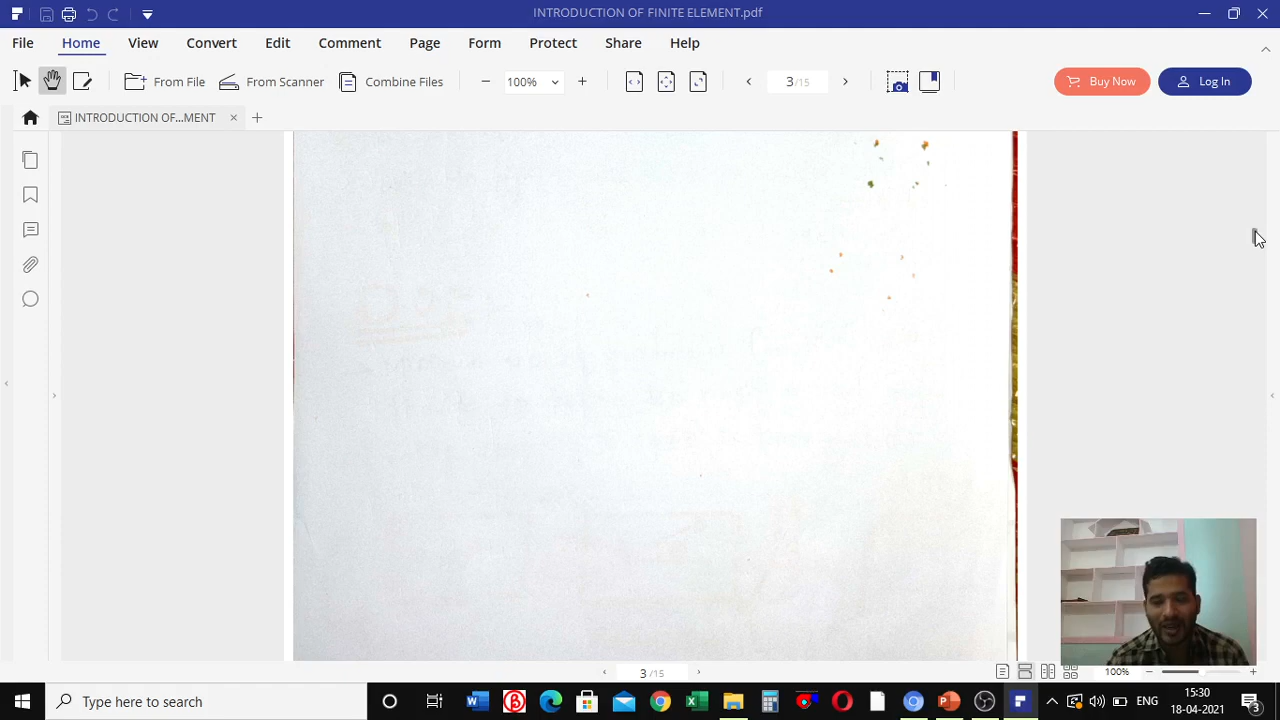 INTRODUCTION OF FINITE ELEMENT.pdf
File Home View Convert Edit Comment Page Form Protect Share Help
From File From Scanner Combine Files 100% 3 /15 Buy Now Log In
INTRODUCTION OF...MENT
3 /15 100%
Type here to search
ENG
15:30
18-04-2021
3